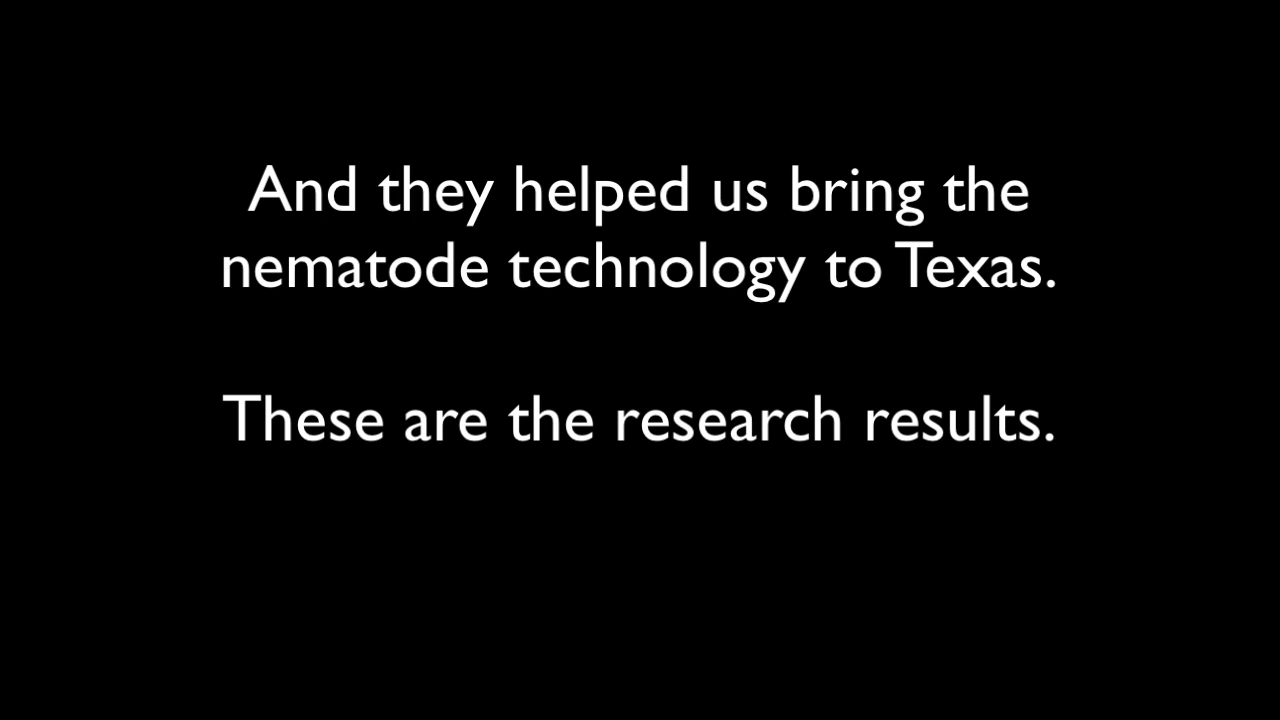 And they helped us bring the
nematode technology to Texas.
These are the research results.